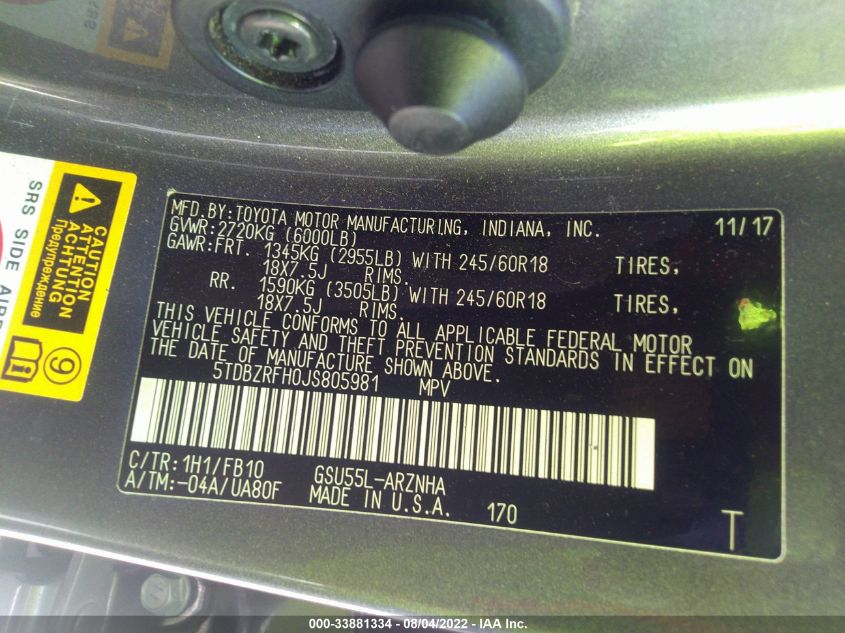 SRS SIDE AIRB
CAUTION
ATTENTION
ACHTUNG
Предупреждение
9
MFD.BY:TOYOTA MOTOR MANUFACTURING, INDIANA, INC. 11/17
GVWR:2720KG (6000LB)
GAWR:FRT. 1345KG (2955LB) WITH 245/60R18 TIRES,
18X7.5J RIMS.
RR. 1590KG (3505LB) WITH 245/60R18 TIRES,
18X7.5J RIMS.
THIS VEHICLE CONFORMS TO ALL APPLICABLE FEDERAL MOTOR
VEHICLE SAFETY AND THEFT PREVENTION STANDARDS IN EFFECT ON
THE DATE OF MANUFACTURE SHOWN ABOVE.
5TDBZRFH0JS805981 MPV
C/TR:1H1/FB10 GSU55L-ARZNHA
A/TM:-04A/UA80F MADE IN U.S.A. 170 T
000-33881334 - 08/04/2022 - IAA Inc.